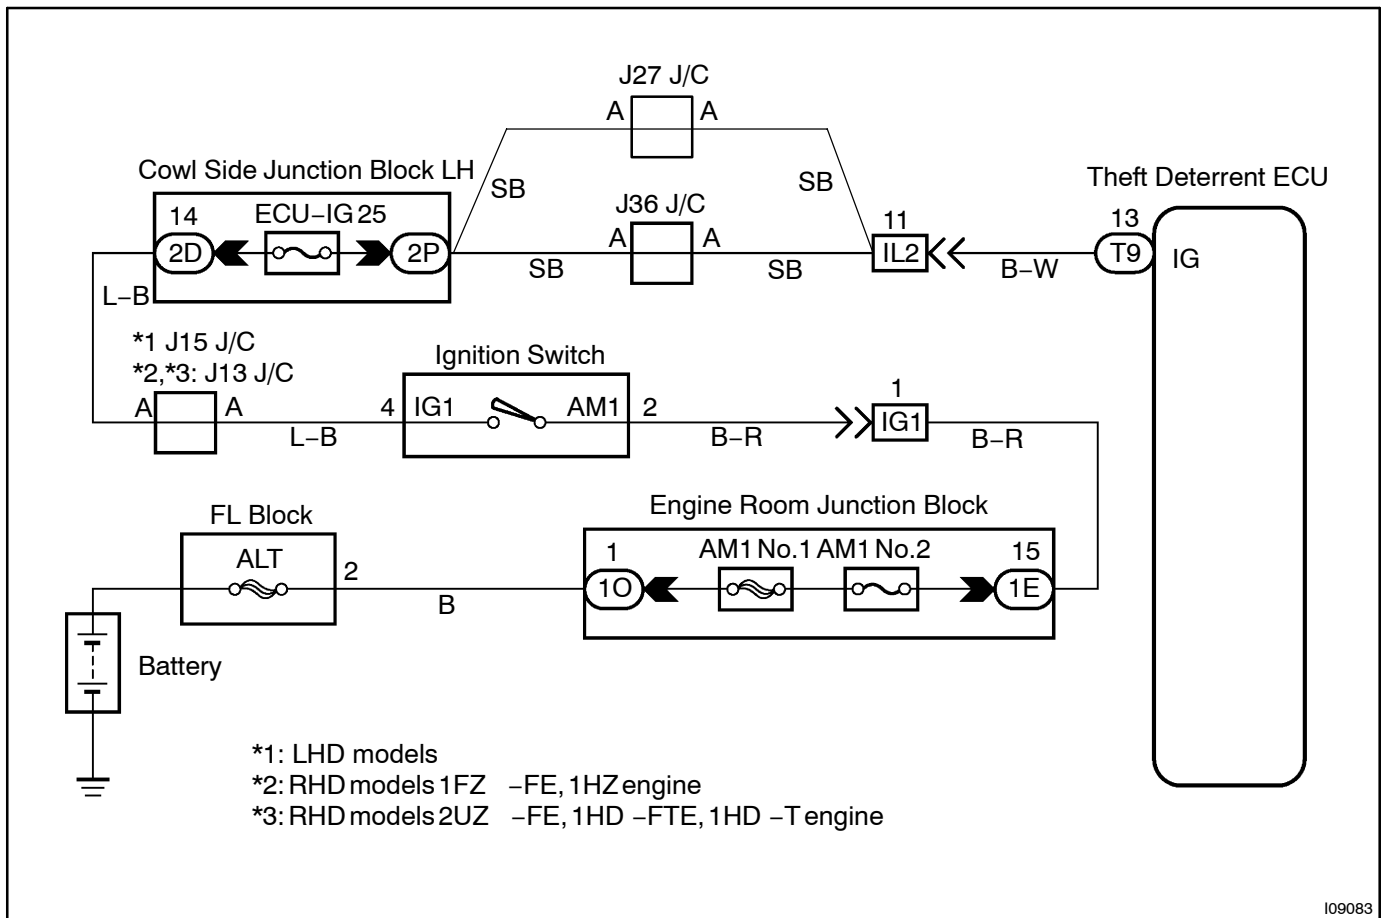 J27 J/C
A A
Cowl Side Junction Block LH
SB SB
Theft Deterrent ECU
J36 J/C
14 ECU–IG 25
A A
11
13
2D 2P
IL2
T9 IG
SB SB
B–W
L–B
*1 J15 J/C
*2,*3: J13 J/C
Ignition Switch
A A
4 IG1 AM1 2
1
IG1
L–B
B–R
B–R
FL Block
Engine Room Junction Block
ALT
2
1 AM1 No.1 AM1 No.2 15
1O 1E
B
Battery
*1: LHD models
*2: RHD models 1FZ –FE, 1HZ engine
*3: RHD models 2UZ –FE, 1HD –FTE, 1HD –T engine
I09083